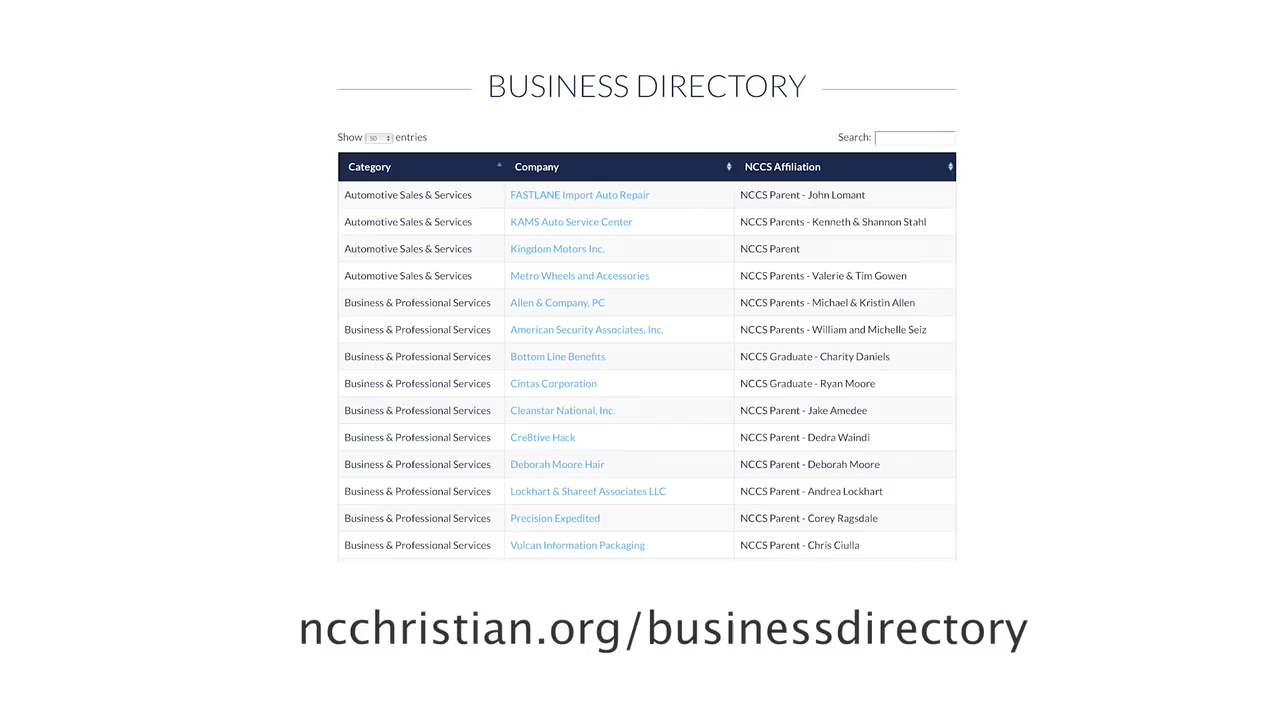 BUSINESS DIRECTORY
Show 50 entries Search:
Category Company NCCS Affiliation
Automotive Sales & Services FASTLANE Import Auto Repair NCCS Parent - John Lomant
Automotive Sales & Services KAMS Auto Service Center NCCS Parents - Kenneth & Shannon Stahl
Automotive Sales & Services Kingdom Motors Inc. NCCS Parent
Automotive Sales & Services Metro Wheels and Accessories NCCS Parents - Valerie & Tim Gowen
Business & Professional Services Allen & Company, PC NCCS Parents - Michael & Kristin Allen
Business & Professional Services American Security Associates, Inc. NCCS Parents - William and Michelle Seiz
Business & Professional Services Bottom Line Benefits NCCS Graduate - Charity Daniels
Business & Professional Services Cintas Corporation NCCS Graduate - Ryan Moore
Business & Professional Services Cleanstar National, Inc. NCCS Parent - Jake Amedee
Business & Professional Services Cre8tive Hack NCCS Parent - Dedra Waindi
Business & Professional Services Deborah Moore Hair NCCS Parent - Deborah Moore
Business & Professional Services Lockhart & Shareef Associates LLC NCCS Parent - Andrea Lockhart
Business & Professional Services Precision Expedited NCCS Parent - Corey Ragsdale
Business & Professional Services Vulcan Information Packaging NCCS Parent - Chris Ciulla
ncchristian.org/businessdirectory